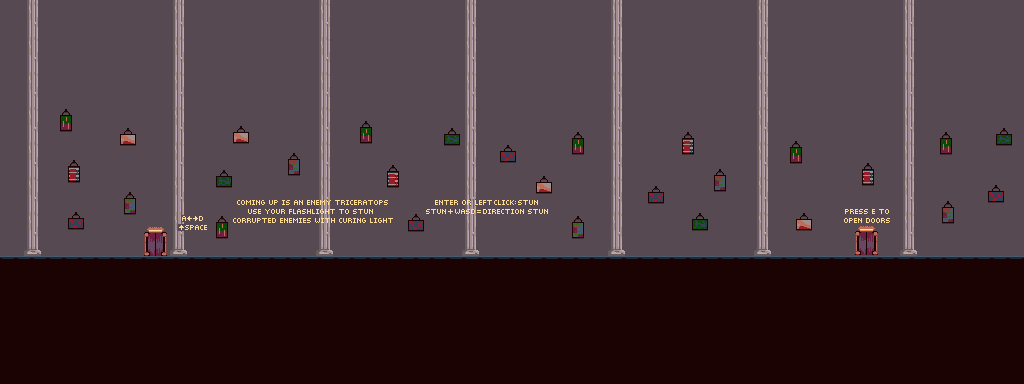 A←→D
↑SPACE
COMING UP IS AN ENEMY TRICERATOPS
USE YOUR FLASHLIGHT TO STUN
CORRUPTED ENEMIES WITH CURING LIGHT
ENTER OR LEFTCLICK:STUN
STUN+WASD=DIRECTION STUN
PRESS E TO
OPEN DOORS